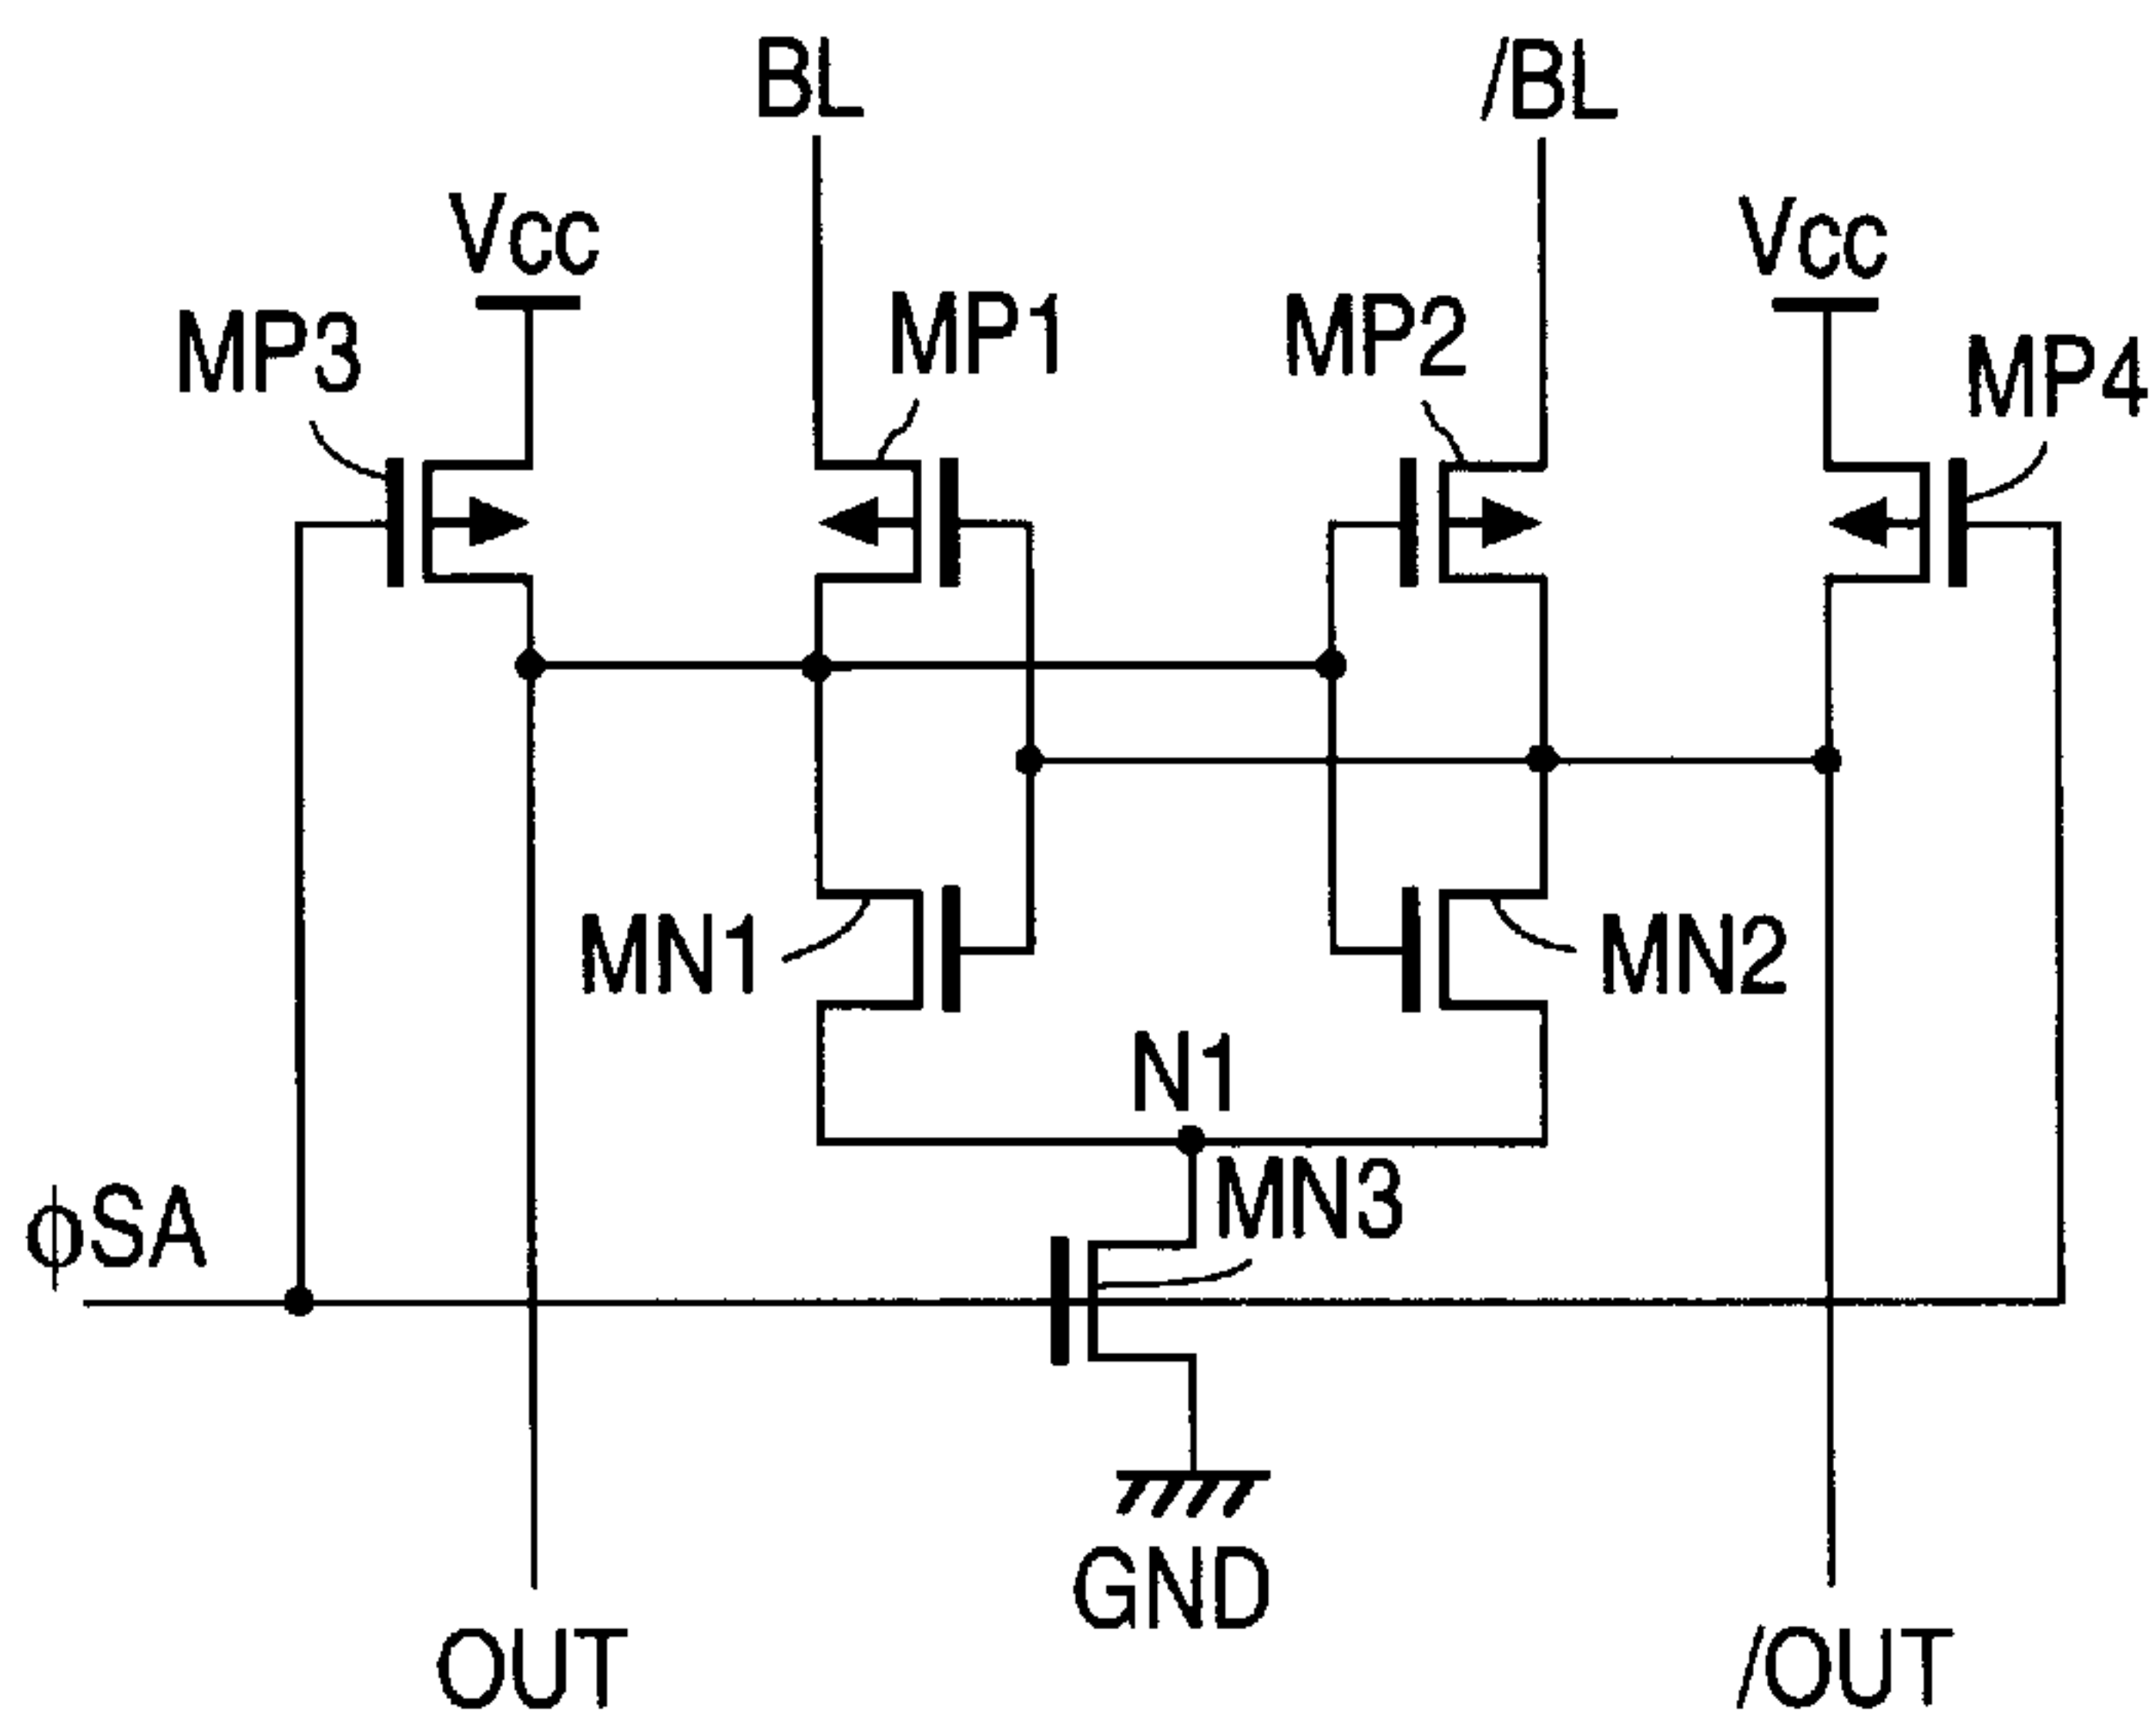 BL
/BL
Vcc
Vcc
MP3
MP1
MP2
MP4
MN1
MN2
N1
MN3
ϕSA
GND
OUT
/OUT